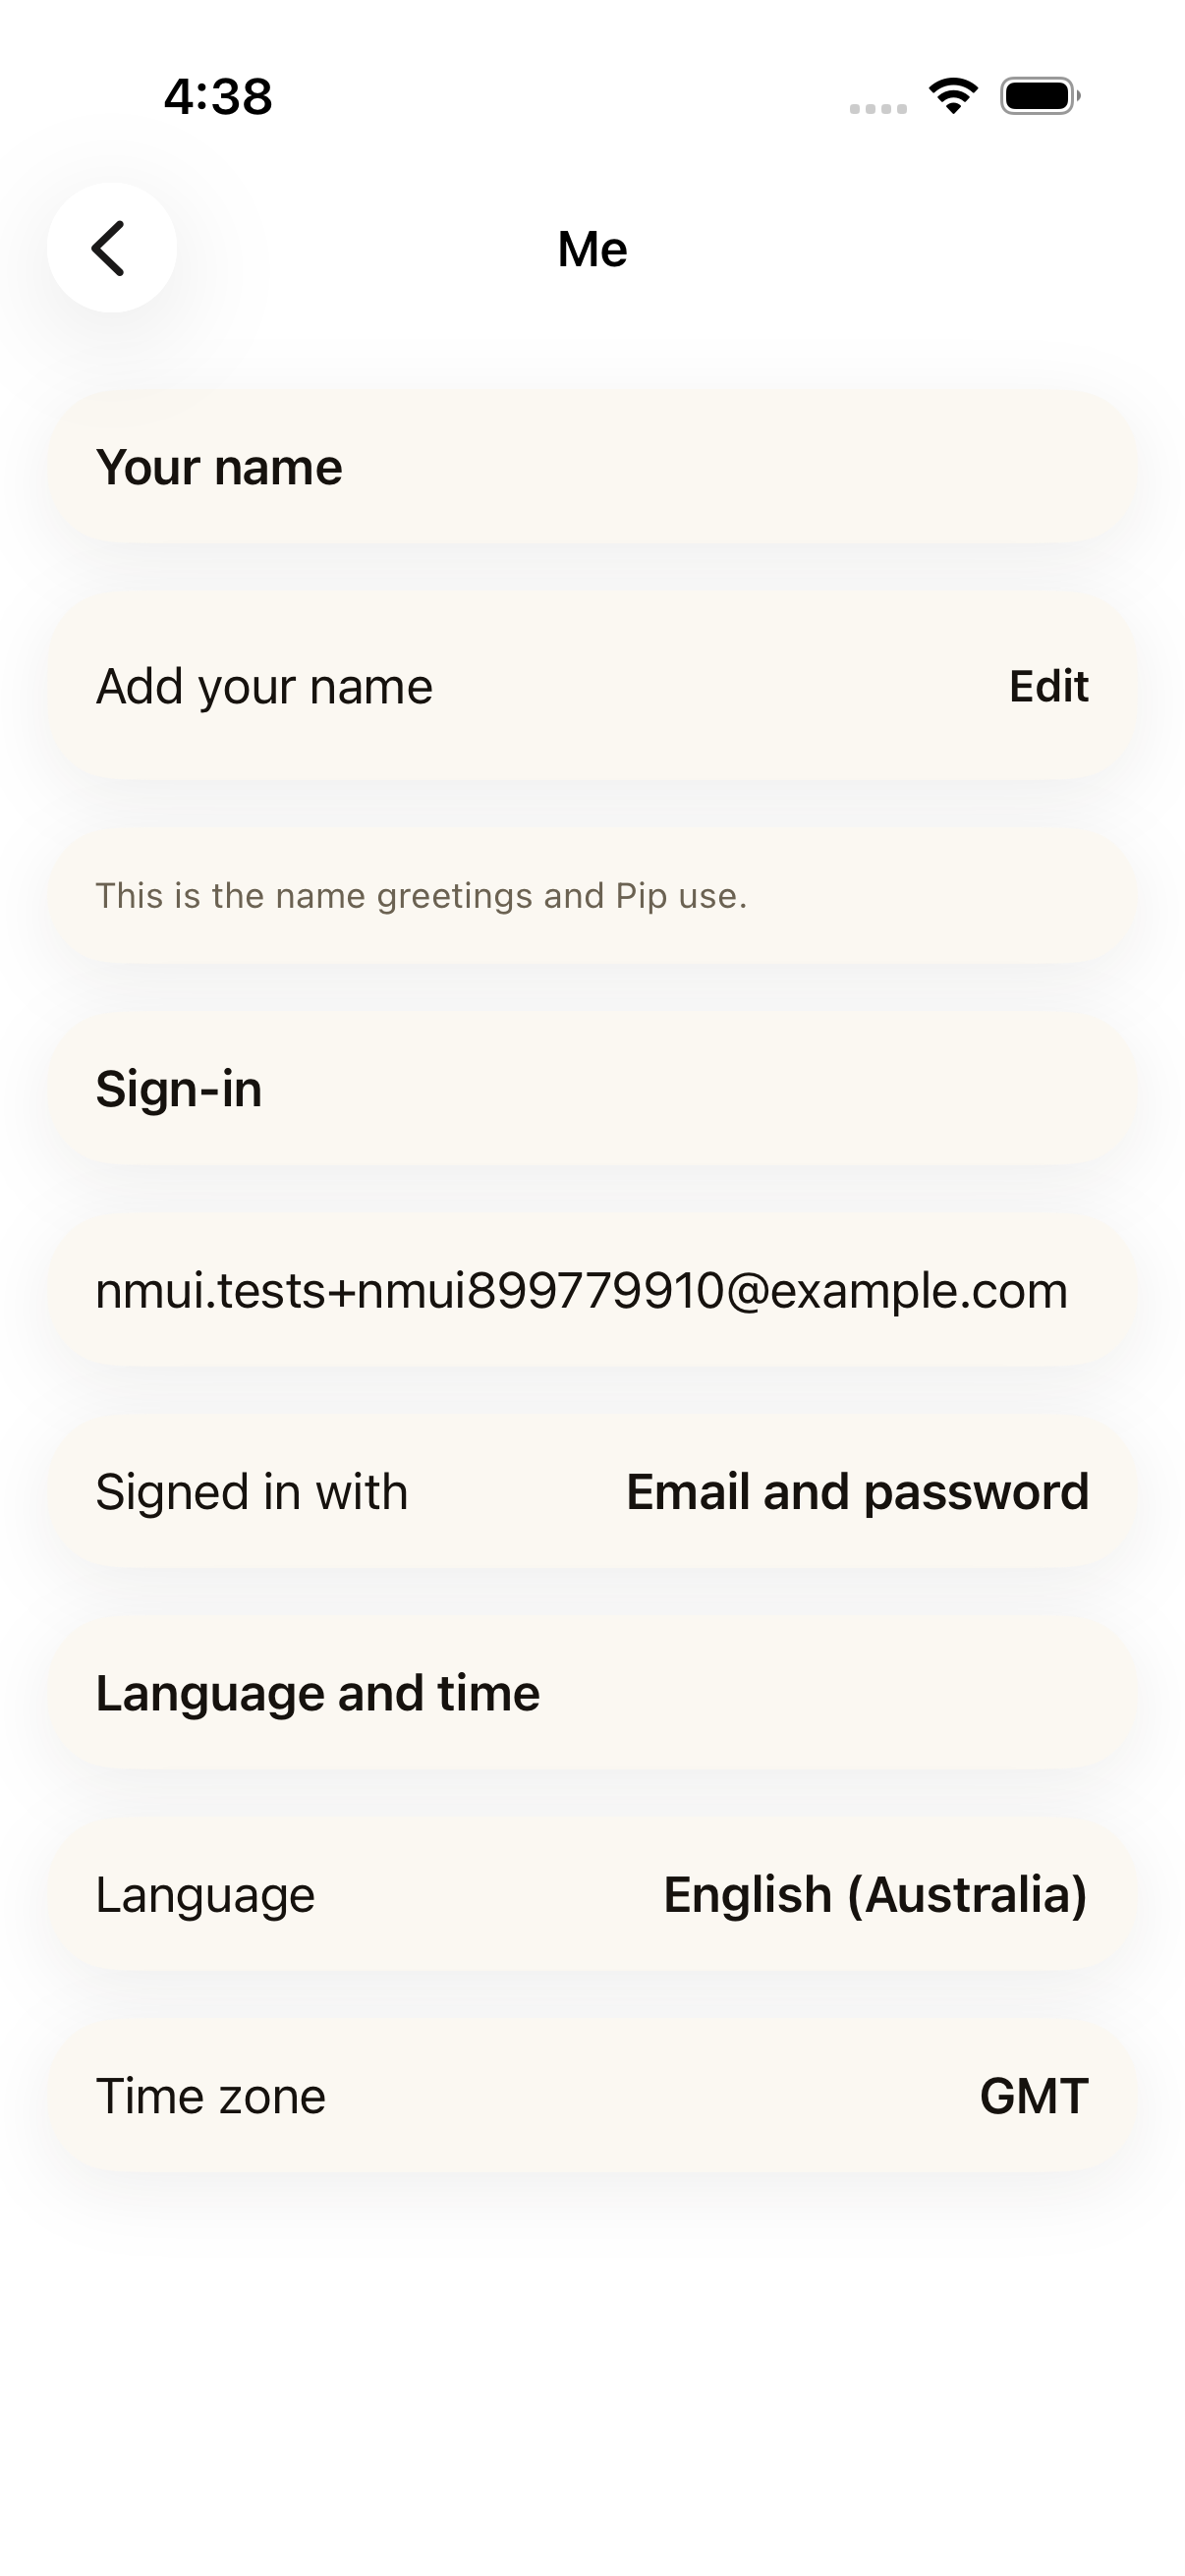 4:38
Me
Your name
Add your name
Edit
This is the name greetings and Pip use.
Sign-in
nmui.tests+nmui899779910@example.com
Signed in with
Email and password
Language and time
Language
English (Australia)
Time zone
GMT